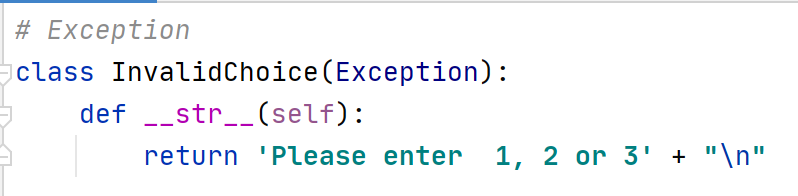 # Exception
class InvalidChoice(Exception):
    def __str__(self):
        return 'Please enter  1, 2 or 3' + "\n"